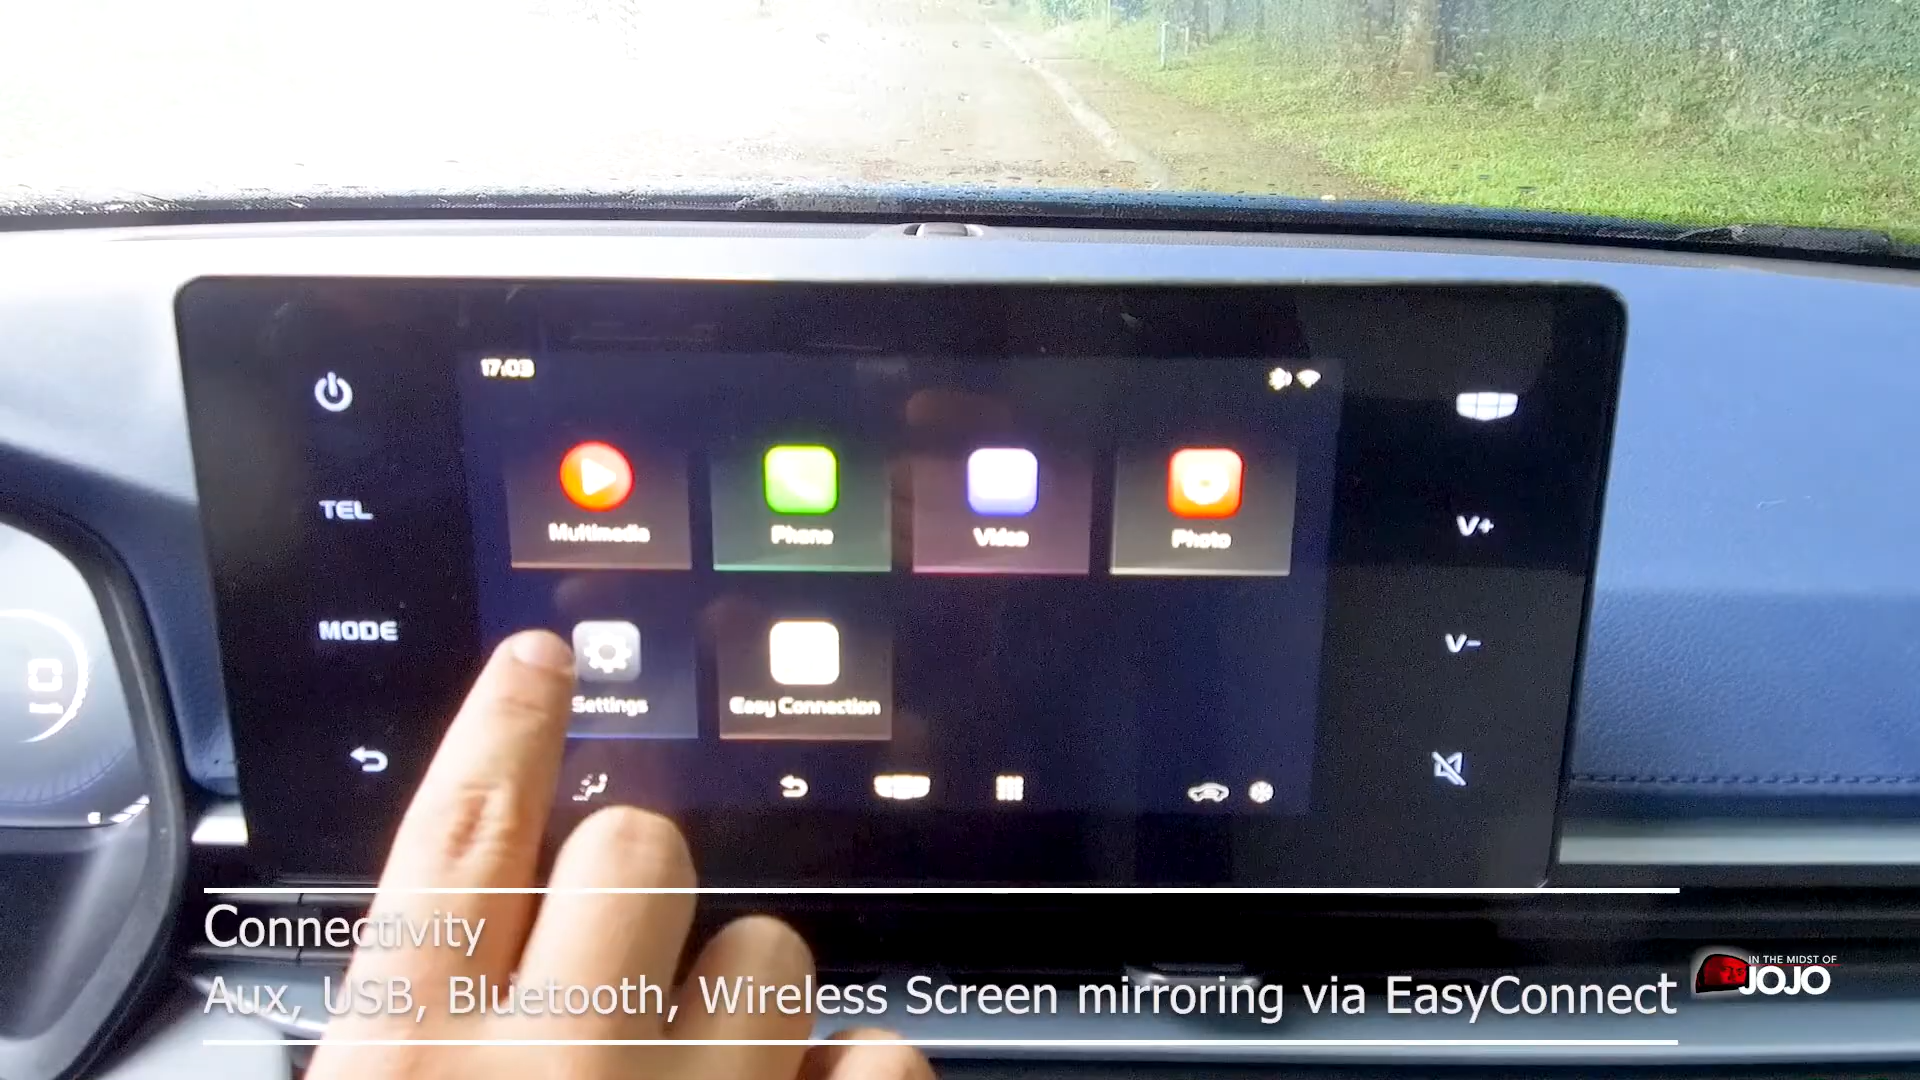 17:03
TEL
MODE
V+
V-
Multimedia
Phone
Video
Photo
Settings
Easy Connection
Connectivity
Aux, USB, Bluetooth, Wireless Screen mirroring via EasyConnect
IN THE MIDST OF
JOJO